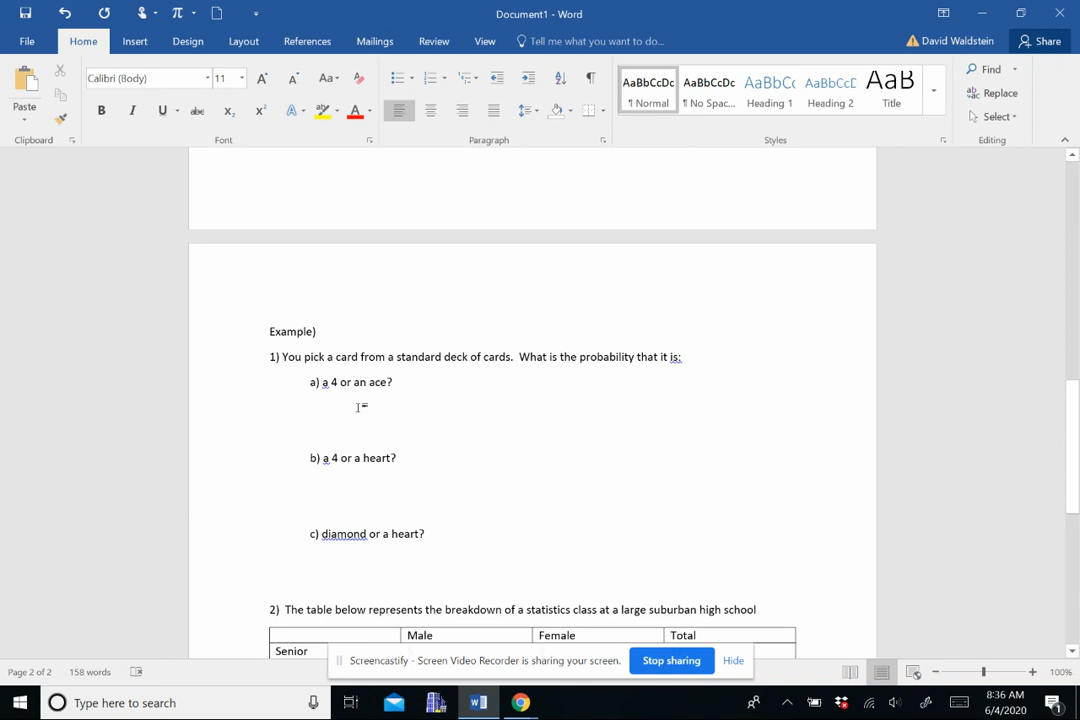 Document1 - Word
File Home Insert Design Layout References Mailings Review View Tell me what you want to do... David Waldstein Share
Paste
Calibri (Body) 11 Aa
B I U abc X₂ X² A A
AaBbCcDc AaBbCcDc AaBbCc AaBbCcD AaB
¶ Normal ¶ No Spac... Heading 1 Heading 2 Title
Find
Replace
Select
Clipboard Font Paragraph Styles Editing
Example)
1) You pick a card from a standard deck of cards. What is the probability that it is:
a) a 4 or an ace?
b) a 4 or a heart?
c) diamond or a heart?
2) The table below represents the breakdown of a statistics class at a large suburban high school
Male Female Total
Senior
Screencastify - Screen Video Recorder is sharing your screen. Stop sharing Hide
Page 2 of 2 158 words 100%
Type here to search
8:36 AM
6/4/2020
1